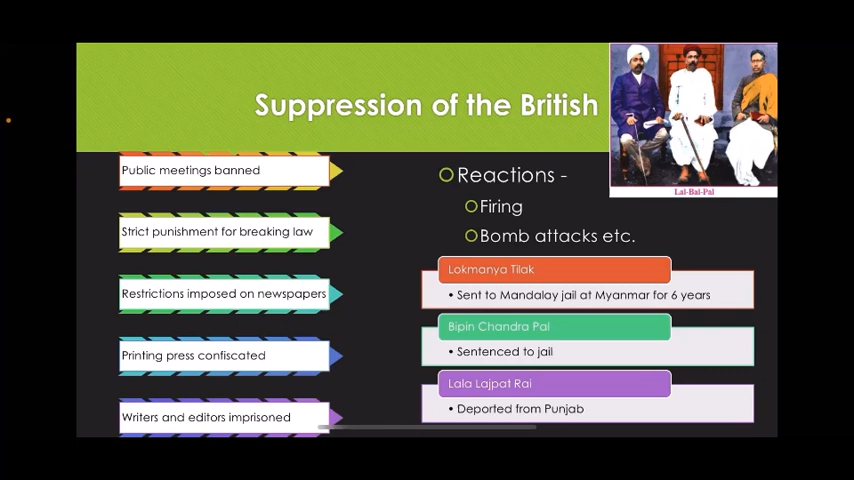 Suppression of the British
Lal-Bal-Pal
Public meetings banned
Strict punishment for breaking law
Restrictions imposed on newspapers
Printing press confiscated
Writers and editors imprisoned
Reactions -
Firing
Bomb attacks etc.
Lokmanya Tilak
• Sent to Mandalay jail at Myanmar for 6 years
Bipin Chandra Pal
• Sentenced to jail
Lala Lajpat Rai
• Deported from Punjab